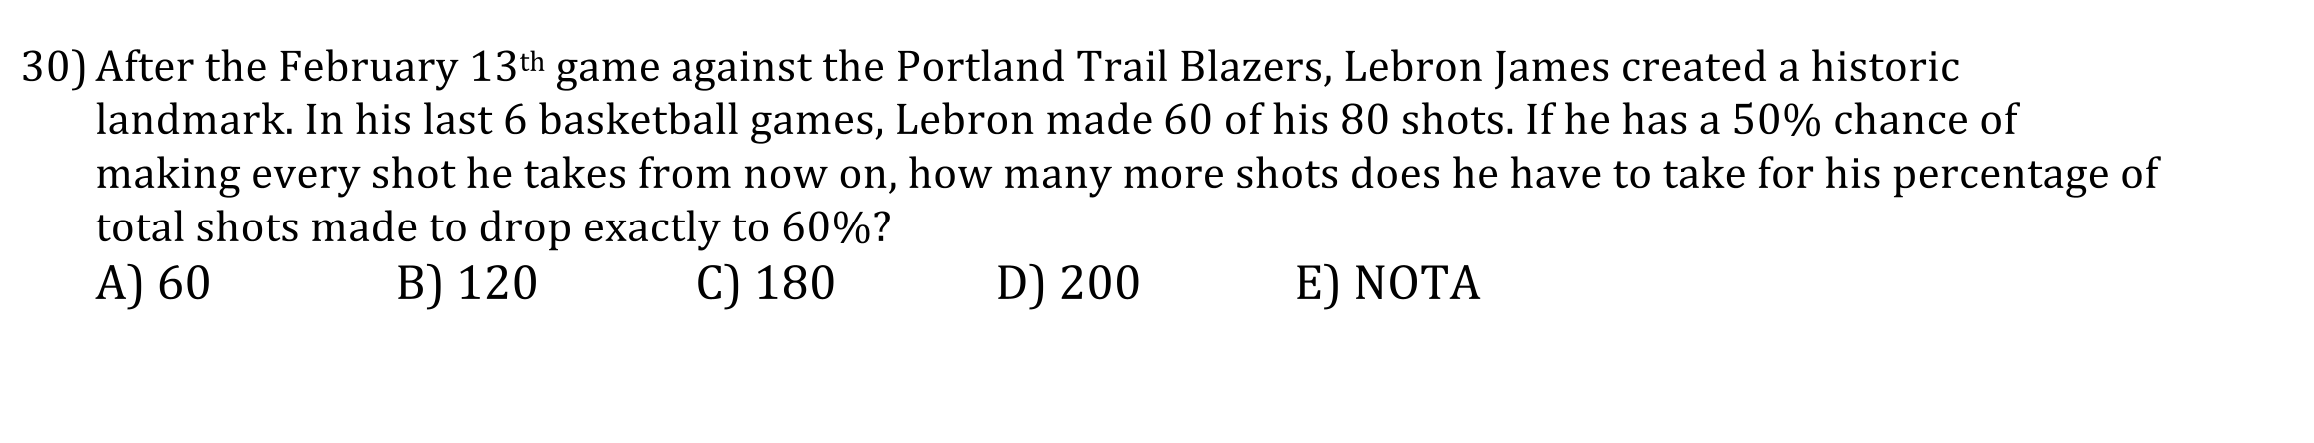 30) After the February 13th game against the Portland Trail Blazers, Lebron James created a historic
landmark. In his last 6 basketball games, Lebron made 60 of his 80 shots. If he has a 50% chance of
making every shot he takes from now on, how many more shots does he have to take for his percentage of
total shots made to drop exactly to 60%?
A) 60 B) 120 C) 180 D) 200 E) NOTA